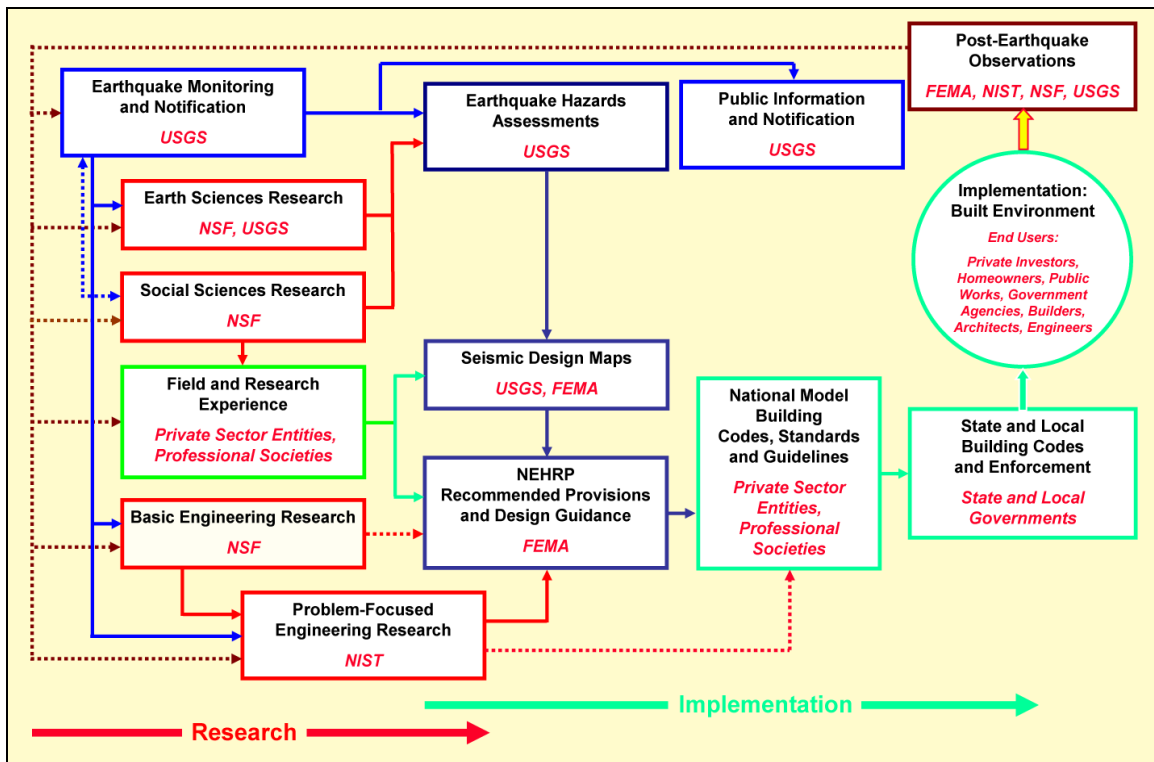 Post-Earthquake
Observations
FEMA, NIST, NSF, USGS
Earthquake Monitoring
and Notification
USGS
Earthquake Hazards
Assessments
USGS
Public Information
and Notification
USGS
Earth Sciences Research
NSF, USGS
Implementation:
Built Environment
End Users:
Private Investors,
Homeowners, Public
Works, Government
Agencies, Builders,
Architects, Engineers
Social Sciences Research
NSF
Field and Research
Experience
Private Sector Entities,
Professional Societies
Seismic Design Maps
USGS, FEMA
National Model
Building
Codes, Standards
and Guidelines
Private Sector
Entities,
Professional
Societies
State and Local
Building Codes
and Enforcement
State and Local
Governments
NEHRP
Recommended Provisions
and Design Guidance
FEMA
Basic Engineering Research
NSF
Problem-Focused
Engineering Research
NIST
Implementation
Research